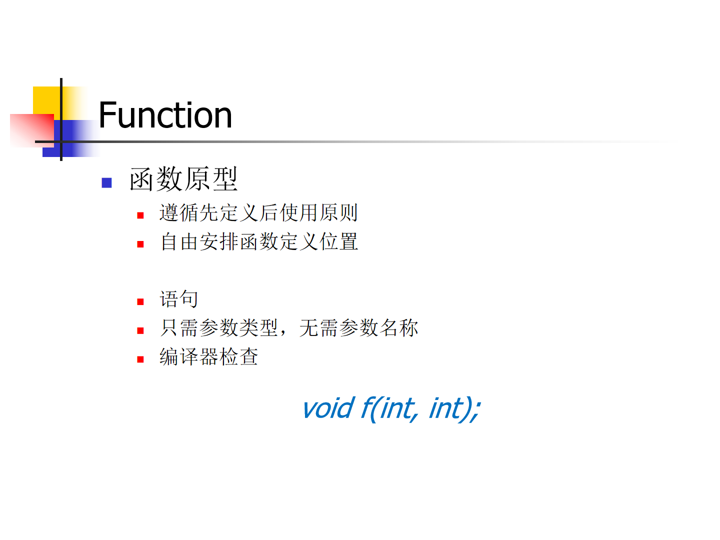 Function
函数原型
遵循先定义后使用原则
自由安排函数定义位置
语句
只需参数类型，无需参数名称
编译器检查
void f(int, int);